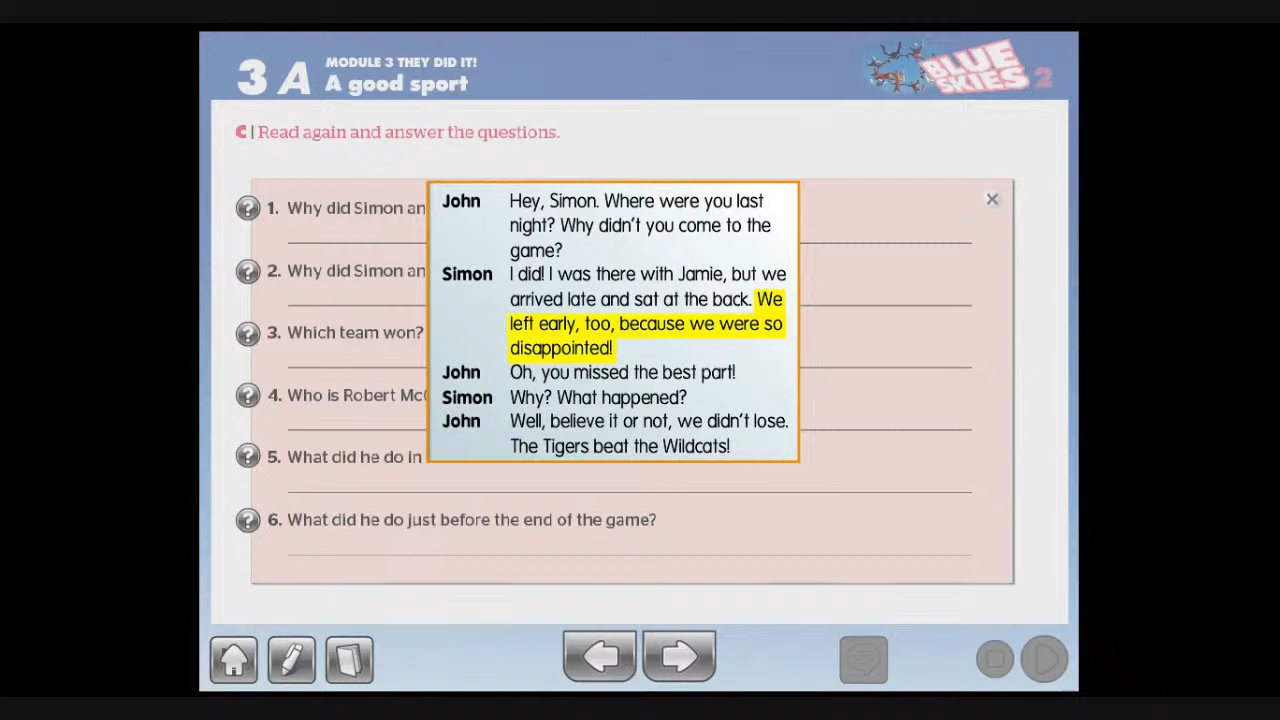 3 A
MODULE 3 THEY DID IT!
A good sport
BLUE
SKIES 2
C | Read again and answer the questions.
1. Why did Simon an
2. Why did Simon an
3. Which team won?
4. Who is Robert Mc
5. What did he do in
6. What did he do just before the end of the game?
John Hey, Simon. Where were you last
night? Why didn't you come to the
game?
Simon I did! I was there with Jamie, but we
arrived late and sat at the back. We
left early, too, because we were so
disappointed!
John Oh, you missed the best part!
Simon Why? What happened?
John Well, believe it or not, we didn't lose.
The Tigers beat the Wildcats!